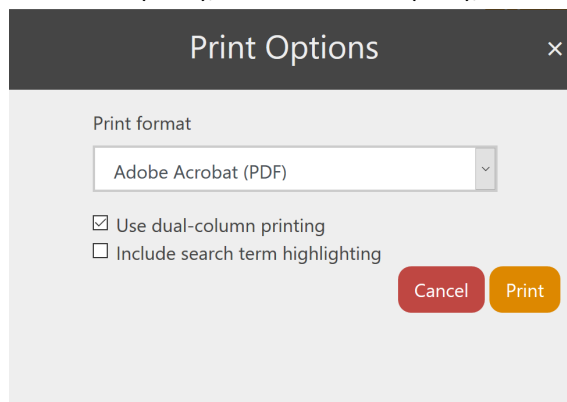 Print Options ×
Print format
Adobe Acrobat (PDF)
Use dual-column printing
Include search term highlighting
Cancel Print